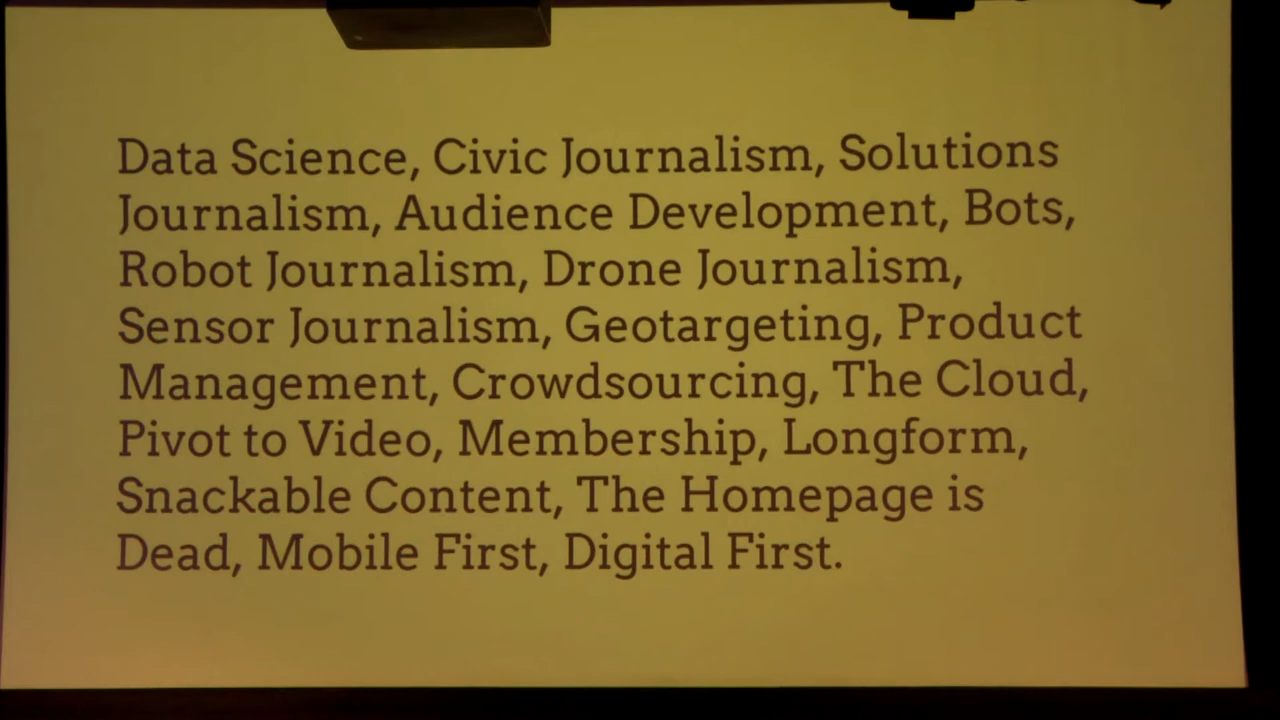 Data Science, Civic Journalism, Solutions
Journalism, Audience Development, Bots,
Robot Journalism, Drone Journalism,
Sensor Journalism, Geotargeting, Product
Management, Crowdsourcing, The Cloud,
Pivot to Video, Membership, Longform,
Snackable Content, The Homepage is
Dead, Mobile First, Digital First.